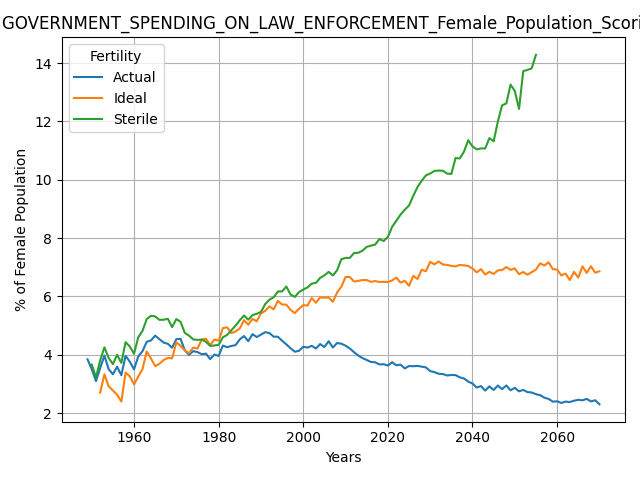 GOVERNMENT_SPENDING_ON_LAW_ENFORCEMENT_Female_Population_Scori
Fertility
Actual
Ideal
Sterile
% of Female Population
14
12
10
8
6
4
2
1960 1980 2000 2020 2040 2060
Years